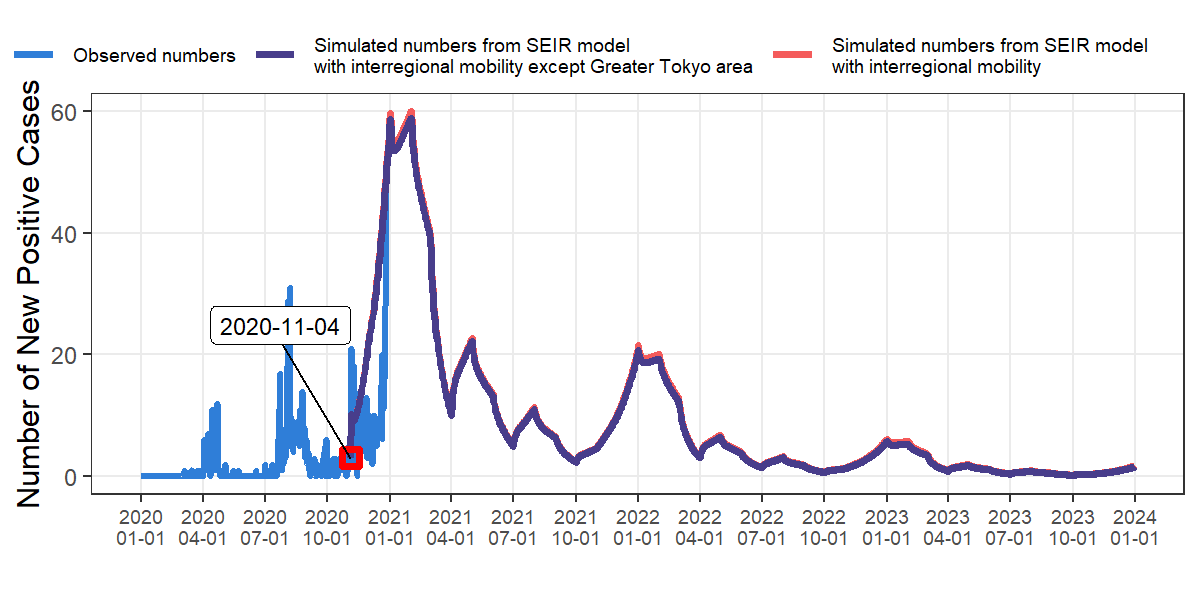 Observed numbers
Simulated numbers from SEIR model
with interregional mobility except Greater Tokyo area
Simulated numbers from SEIR model
with interregional mobility
Number of New Positive Cases
60
40
20
0
2020-11-04
2020 2020 2020 2020 2021 2021 2021 2021 2022 2022 2022 2022 2023 2023 2023 2023 2024
01-01 04-01 07-01 10-01 01-01 04-01 07-01 10-01 01-01 04-01 07-01 10-01 01-01 04-01 07-01 10-01 01-01